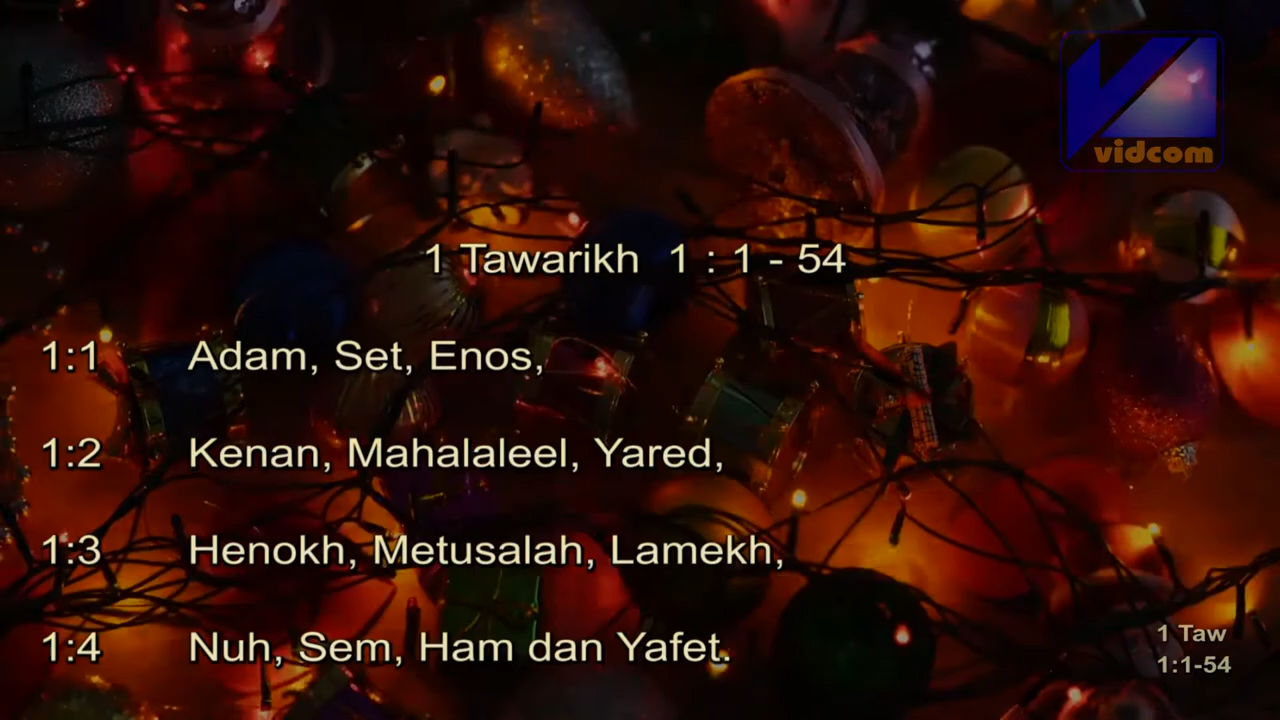 vidcom
1 Tawarikh 1 : 1 - 54
1:1 Adam, Set, Enos,
1:2 Kenan, Mahalaleel, Yared,
1:3 Henokh, Metusalah, Lamekh,
1:4 Nuh, Sem, Ham dan Yafet.
1 Taw
1:1-54